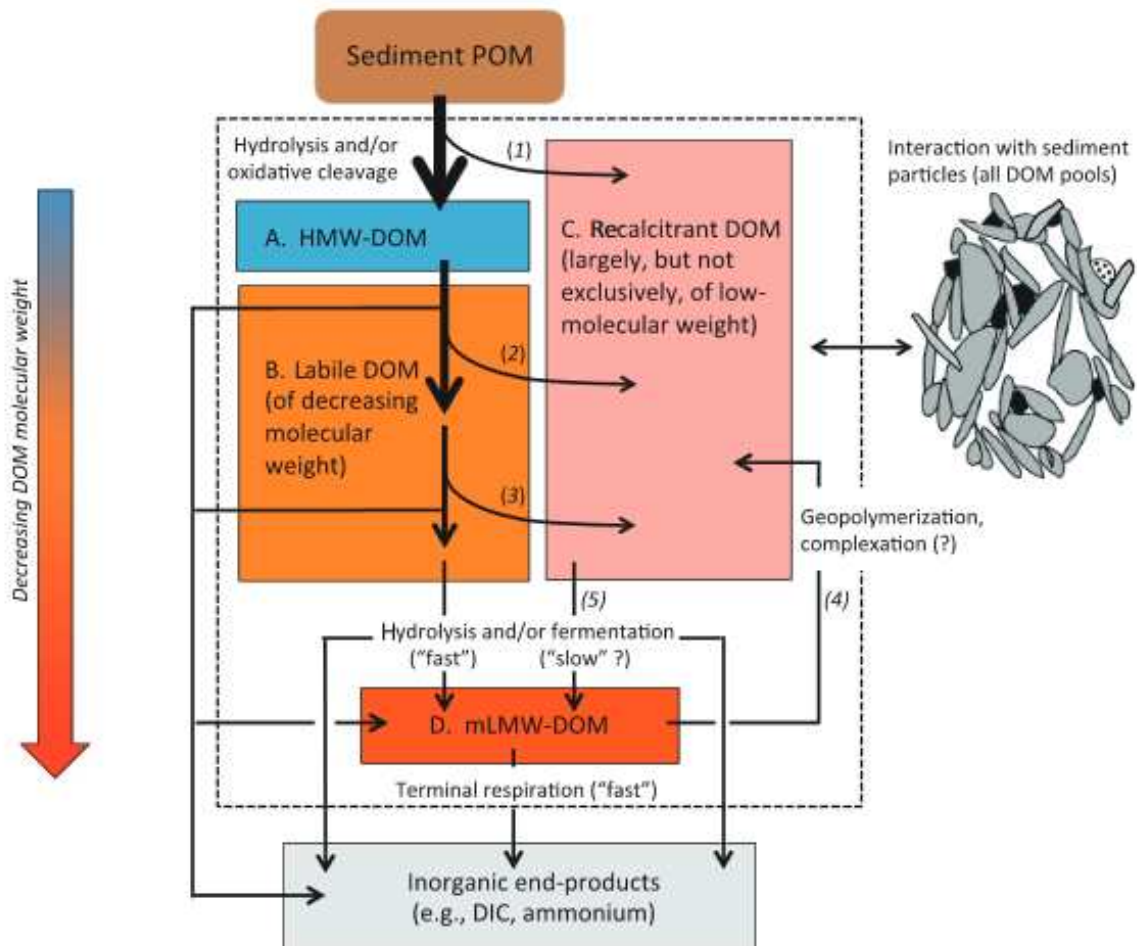 Sediment POM
Hydrolysis and/or
oxidative cleavage
(1)
Interaction with sediment
particles (all DOM pools)
A. HMW-DOM
C. Recalcitrant DOM
(largely, but not
exclusively, of low-
molecular weight)
B. Labile DOM
(of decreasing
molecular
weight)
(2)
(3)
Decreasing DOM molecular weight
Geopolymerization,
complexation (?)
(4)
(5)
Hydrolysis and/or fermentation
(“fast”) (“slow” ?)
D. mLMW-DOM
Terminal respiration (“fast”)
Inorganic end-products
(e.g., DIC, ammonium)